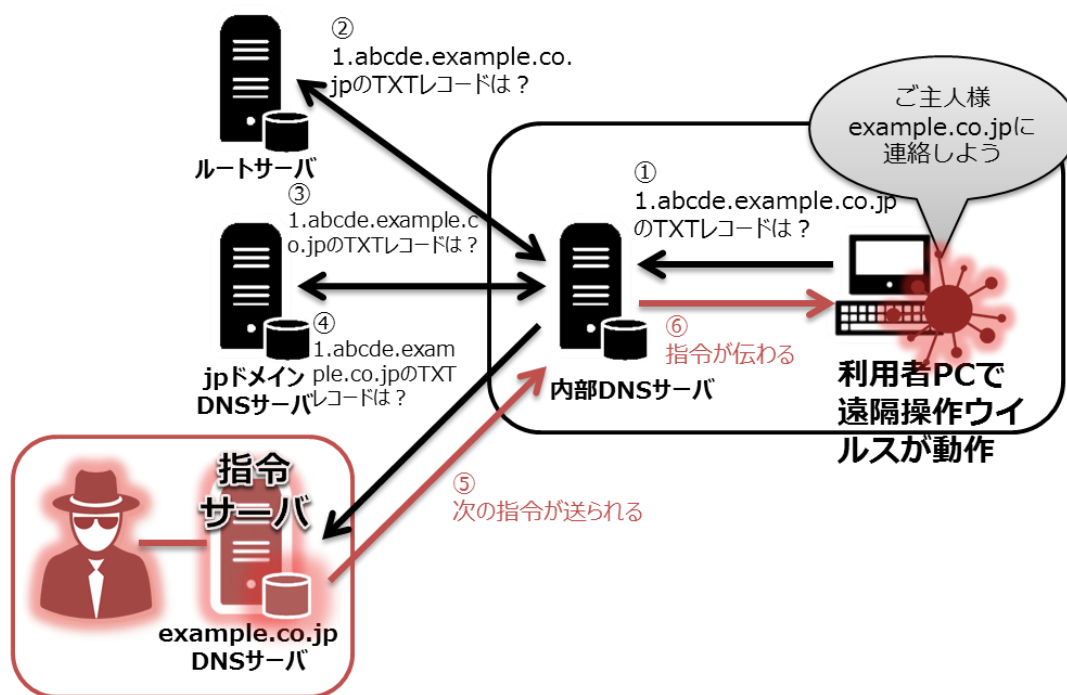 ②
1.abcde.example.co.
jpのTXTレコードは？
ルートサーバ
ご主人様
example.co.jpに
連絡しよう
①
1.abcde.example.co.jp
のTXTレコードは？
③
1.abcde.example.c
o.jpのTXTレコードは？
④
1.abcde.exam
ple.co.jpのTXT
レコードは？
jpドメイン
DNSサーバ
内部DNSサーバ
⑥
指令が伝わる
利用者PCで
遠隔操作ウイ
ルスが動作
指令
サーバ
⑤
次の指令が送られる
example.co.jp
DNSサーバ